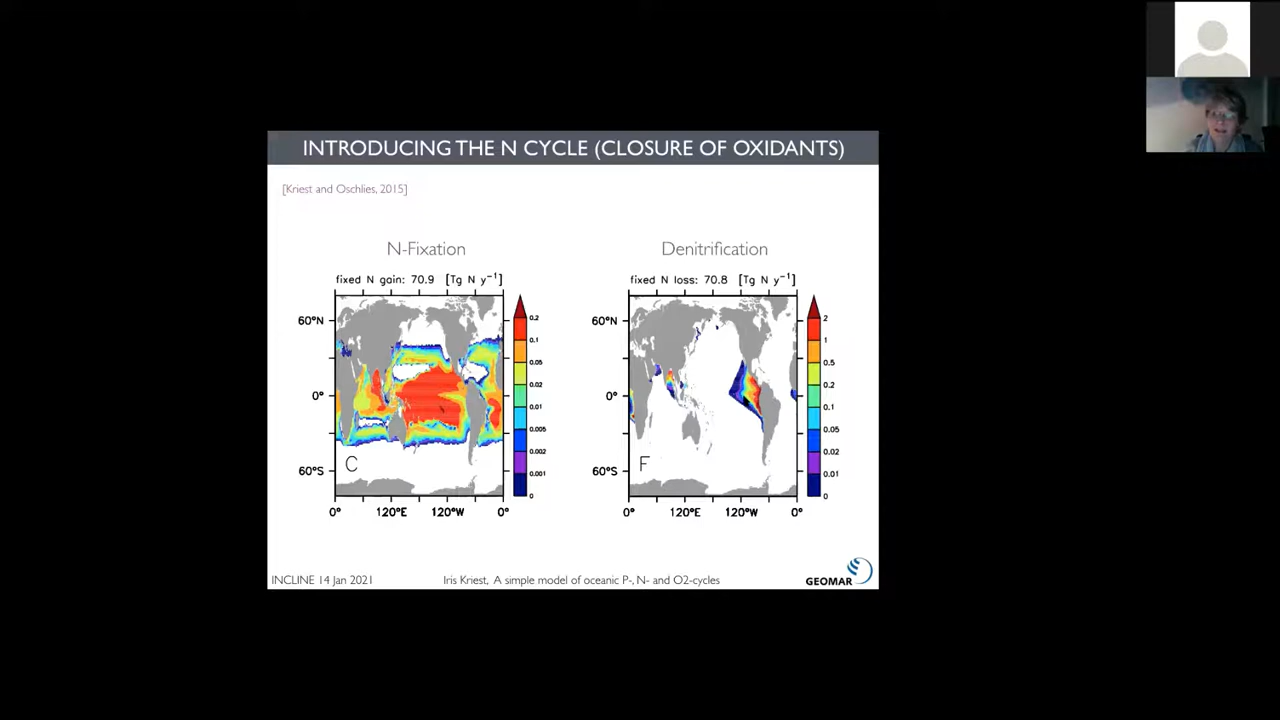 INTRODUCING THE N CYCLE (CLOSURE OF OXIDANTS)
[Kriest and Oschlies, 2015]
N-Fixation
fixed N gain: 70.9 [Tg N y⁻¹]
60°N
0°
60°S
C
0° 120°E 120°W 0°
0.2
0.1
0.05
0.02
0.01
0.005
0.002
0.001
0
Denitrification
fixed N loss: 70.8 [Tg N y⁻¹]
60°N
0°
60°S
F
0° 120°E 120°W 0°
2
1
0.5
0.2
0.1
0.05
0.02
0.01
0
INCLINE 14 Jan 2021
Iris Kriest, A simple model of oceanic P-, N- and O2-cycles
GEOMAR